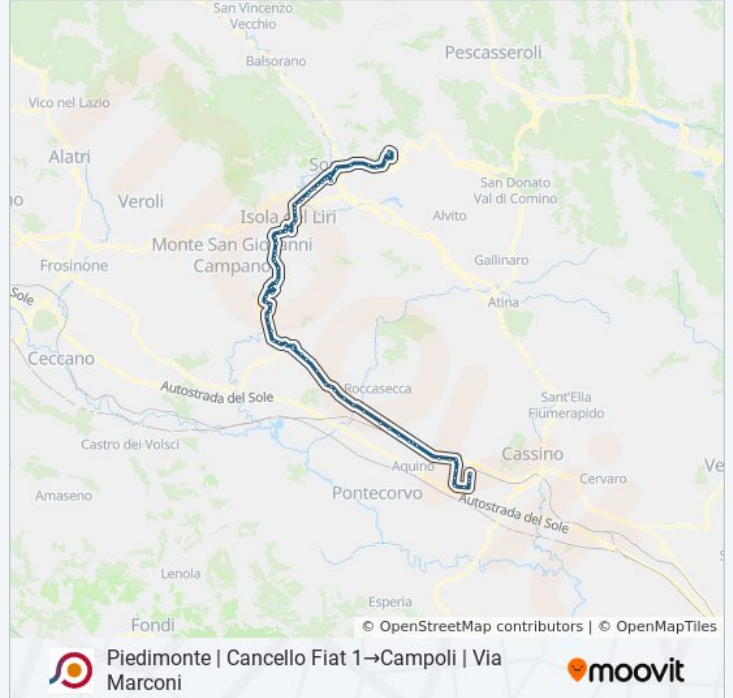 San Vincenzo
Vecchio
Pescasseroli
Balsorano
Vico nel Lazio
Alatri
Veroli
San Donato
Val di Comino
Alvito
Isola del Liri
Monte San Giovanni
Campano
Frosinone
Gallinaro
Atina
Sole
Ceccano
Autostrada del Sole
Roccasecca
Sant'Elia
Fiumerapido
Castro dei Volsci
Cassino
Aquino
Cervaro
Pontecorvo
Amaseno
Autostrada del Sole
Lenola
Esperia
Fondi
© OpenStreetMap contributors | © OpenMapTiles
Piedimonte | Cancello Fiat 1→Campoli | Via
Marconi
moovit